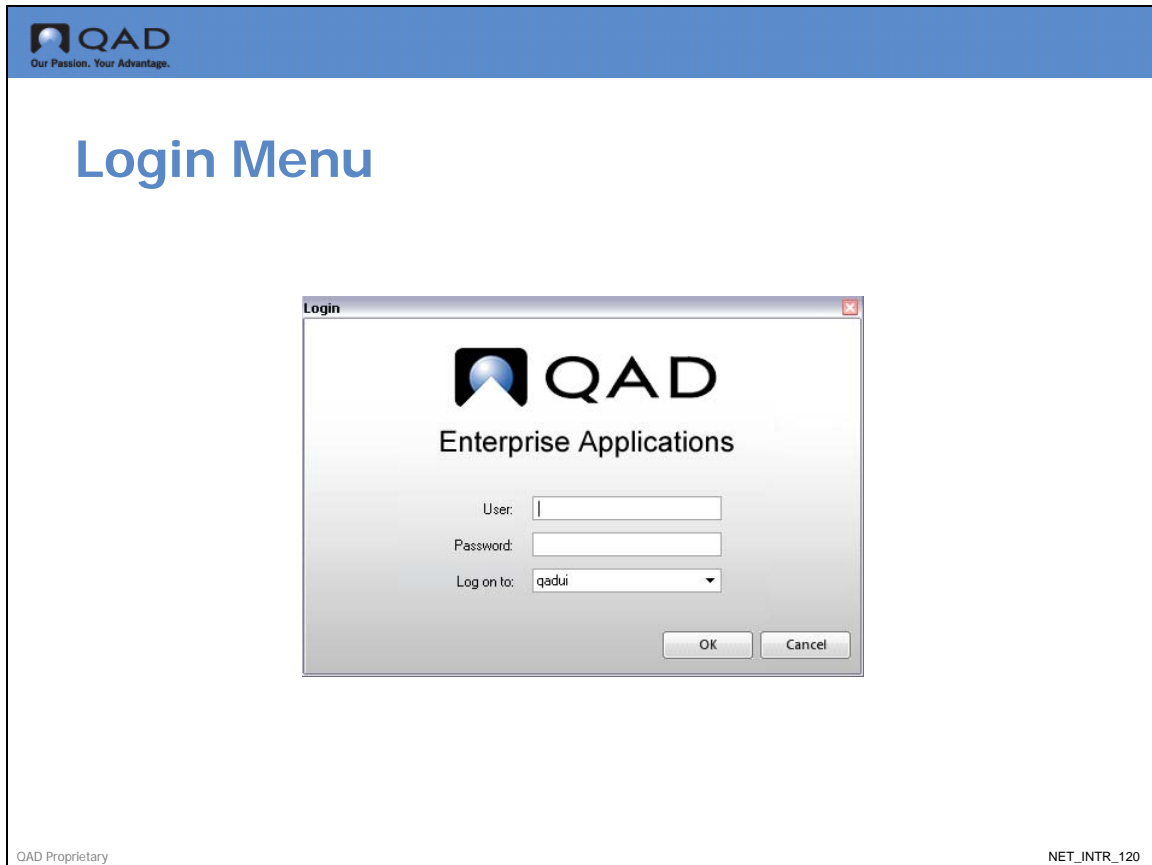 QAD
Our Passion. Your Advantage.
Login Menu
Login
QAD
Enterprise Applications
User:
Password:
Log on to: qadui
OK Cancel
QAD Proprietary NET_INTR_120